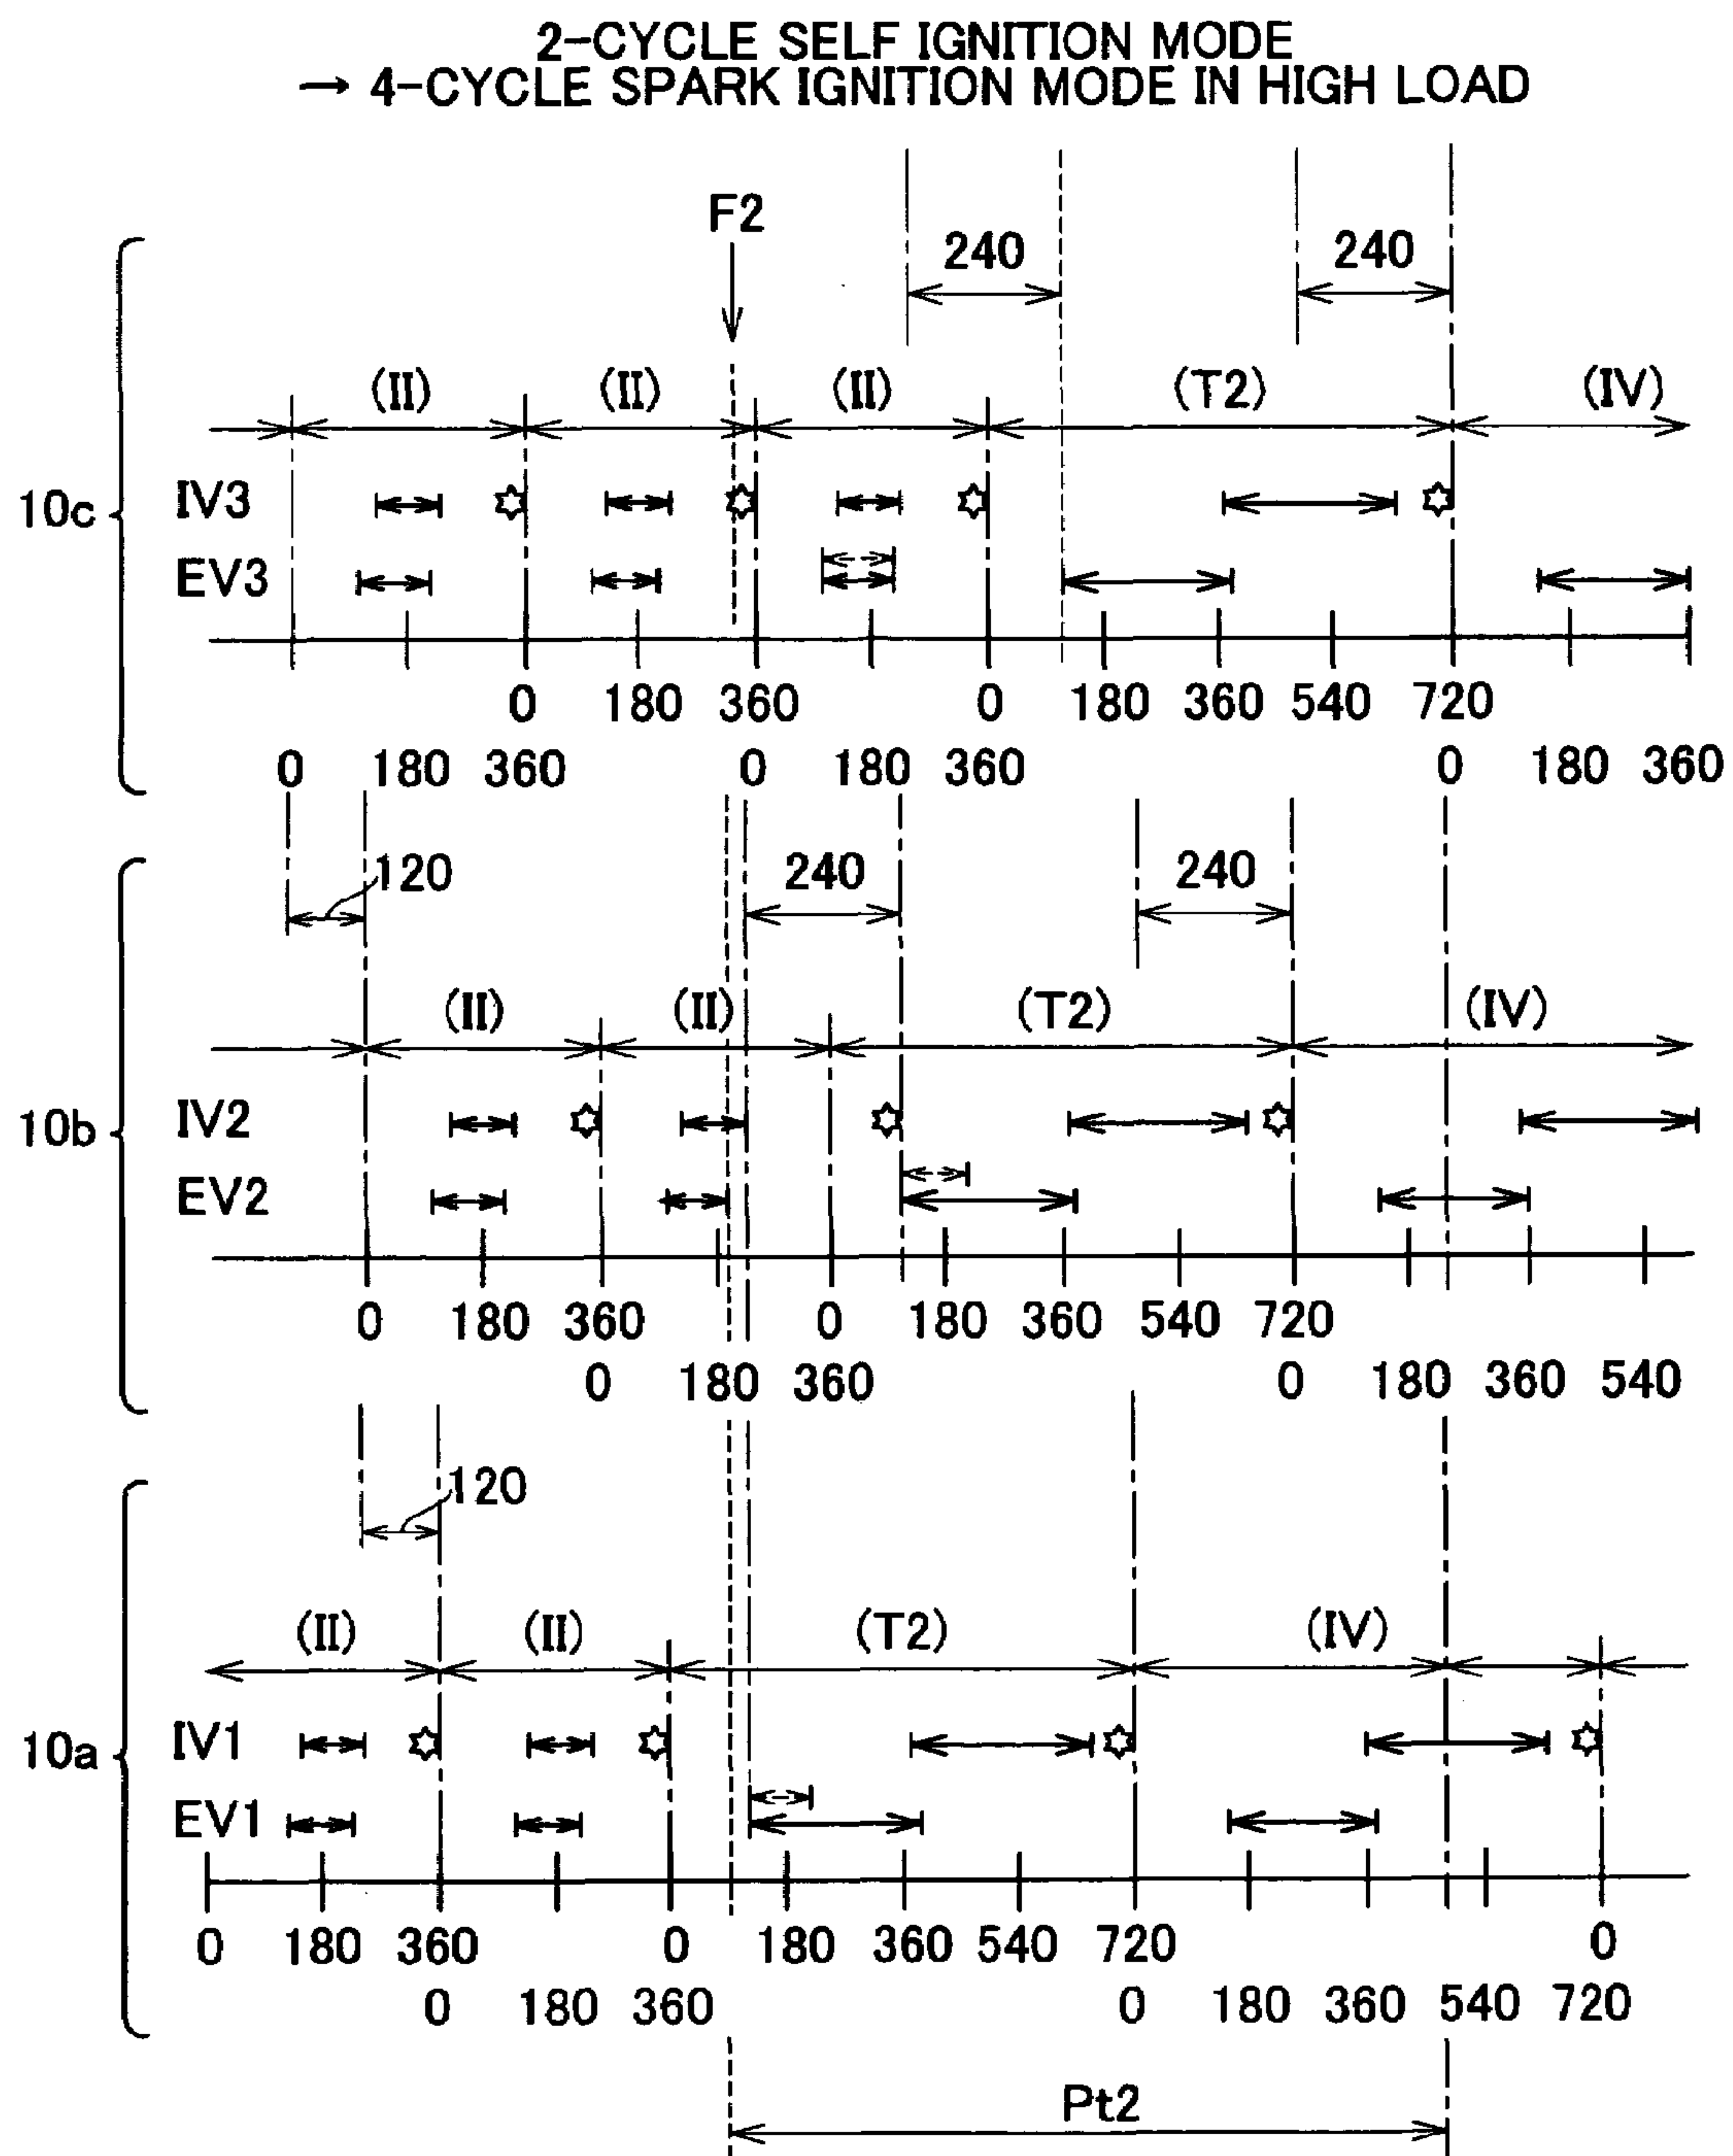 2-CYCLE SELF IGNITION MODE
→ 4-CYCLE SPARK IGNITION MODE IN HIGH LOAD
F2
240 240
(II) (II) (II) (T2) (IV)
10c
IV3
EV3
0 180 360 0 180 360 540 720
0 180 360 0 180 360 0 180 360
120 240 240
(II) (II) (T2) (IV)
10b
IV2
EV2
0 180 360 0 180 360 540 720
0 180 360 0 180 360 540
120
(II) (II) (T2) (IV)
10a
IV1
EV1
0 180 360 0 180 360 540 720 0
0 180 360 0 180 360 540 720
Pt2